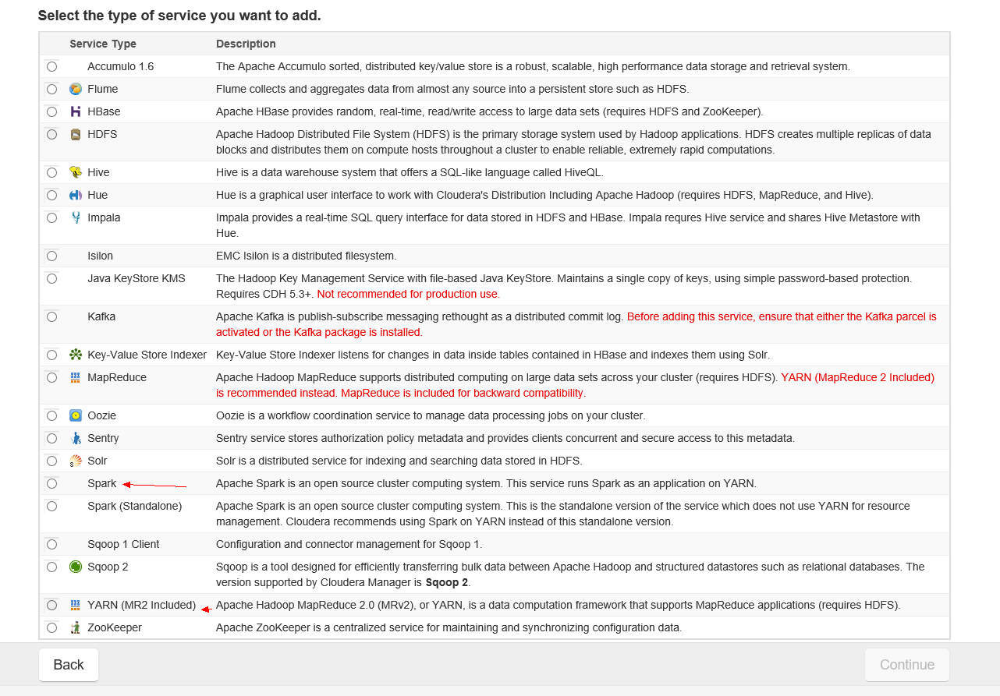 Select the type of service you want to add.
Service Type Description
Accumulo 1.6 The Apache Accumulo sorted, distributed key/value store is a robust, scalable, high performance data storage and retrieval system.
Flume Flume collects and aggregates data from almost any source into a persistent store such as HDFS.
HBase Apache HBase provides random, real-time, read/write access to large data sets (requires HDFS and ZooKeeper).
HDFS Apache Hadoop Distributed File System (HDFS) is the primary storage system used by Hadoop applications. HDFS creates multiple replicas of data
blocks and distributes them on compute hosts throughout a cluster to enable reliable, extremely rapid computations.
Hive Hive is a data warehouse system that offers a SQL-like language called HiveQL.
Hue Hue is a graphical user interface to work with Cloudera's Distribution Including Apache Hadoop (requires HDFS, MapReduce, and Hive).
Impala Impala provides a real-time SQL query interface for data stored in HDFS and HBase. Impala requres Hive service and shares Hive Metastore with
Hue.
Isilon EMC Isilon is a distributed filesystem.
Java KeyStore KMS The Hadoop Key Management Service with file-based Java KeyStore. Maintains a single copy of keys, using simple password-based protection.
Requires CDH 5.3+. Not recommended for production use.
Kafka Apache Kafka is publish-subscribe messaging rethought as a distributed commit log. Before adding this service, ensure that either the Kafka parcel is
activated or the Kafka package is installed.
Key-Value Store Indexer Key-Value Store Indexer listens for changes in data inside tables contained in HBase and indexes them using Solr.
MapReduce Apache Hadoop MapReduce supports distributed computing on large data sets across your cluster (requires HDFS). YARN (MapReduce 2 Included)
is recommended instead. MapReduce is included for backward compatibility.
Oozie Oozie is a workflow coordination service to manage data processing jobs on your cluster.
Sentry Sentry service stores authorization policy metadata and provides clients concurrent and secure access to this metadata.
Solr Solr is a distributed service for indexing and searching data stored in HDFS.
Spark Apache Spark is an open source cluster computing system. This service runs Spark as an application on YARN.
Spark (Standalone) Apache Spark is an open source cluster computing system. This is the standalone version of the service which does not use YARN for resource
management. Cloudera recommends using Spark on YARN instead of this standalone version.
Sqoop 1 Client Configuration and connector management for Sqoop 1.
Sqoop 2 Sqoop is a tool designed for efficiently transferring bulk data between Apache Hadoop and structured datastores such as relational databases. The
version supported by Cloudera Manager is Sqoop 2.
YARN (MR2 Included) Apache Hadoop MapReduce 2.0 (MRv2), or YARN, is a data computation framework that supports MapReduce applications (requires HDFS).
ZooKeeper Apache ZooKeeper is a centralized service for maintaining and synchronizing configuration data.
Back Continue